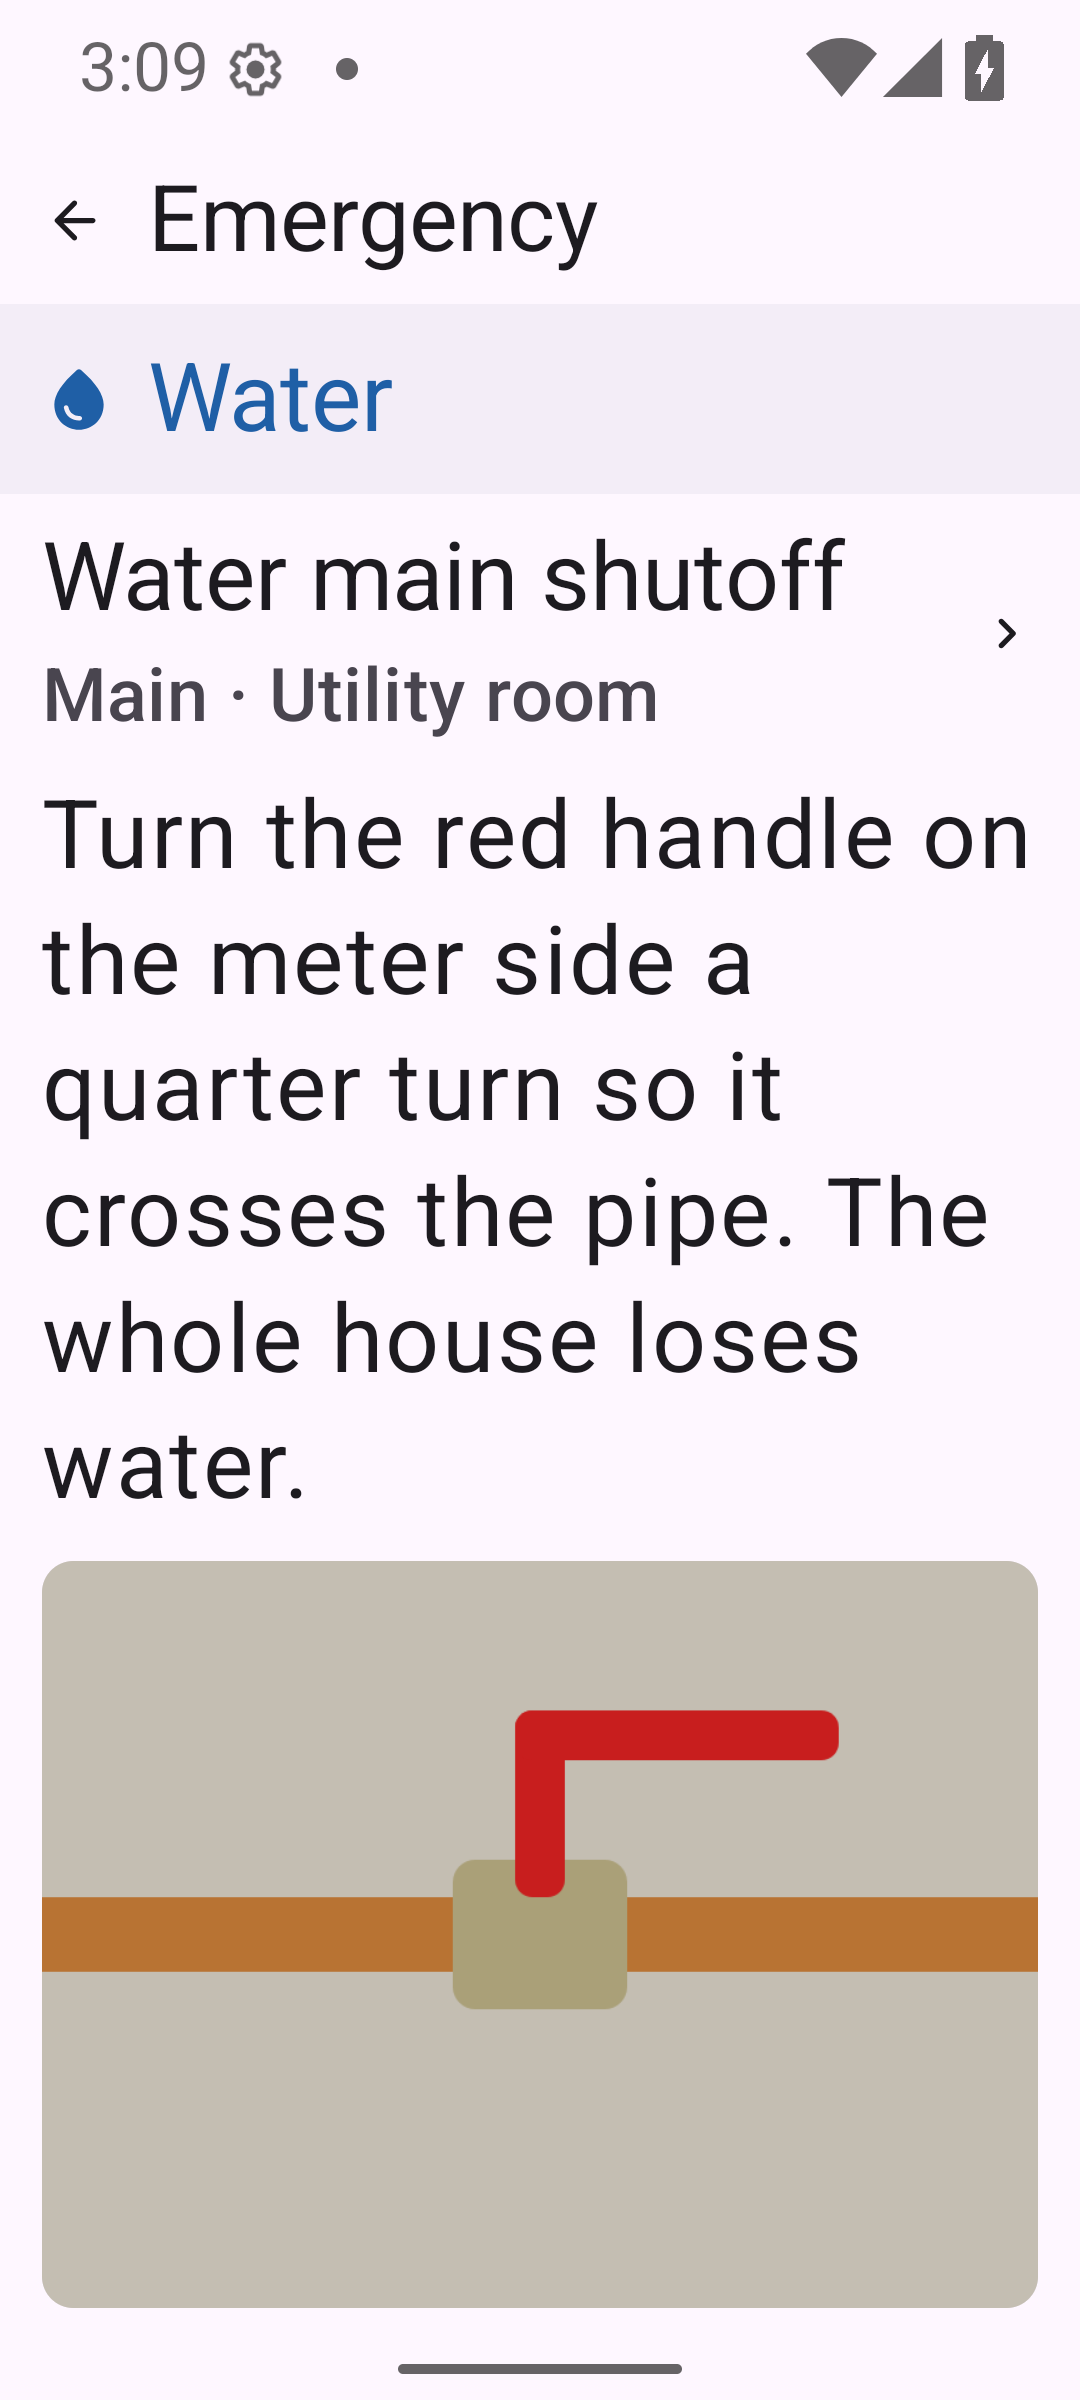 3:09
Emergency
Water
Water main shutoff
Main · Utility room
Turn the red handle on
the meter side a
quarter turn so it
crosses the pipe. The
whole house loses
water.